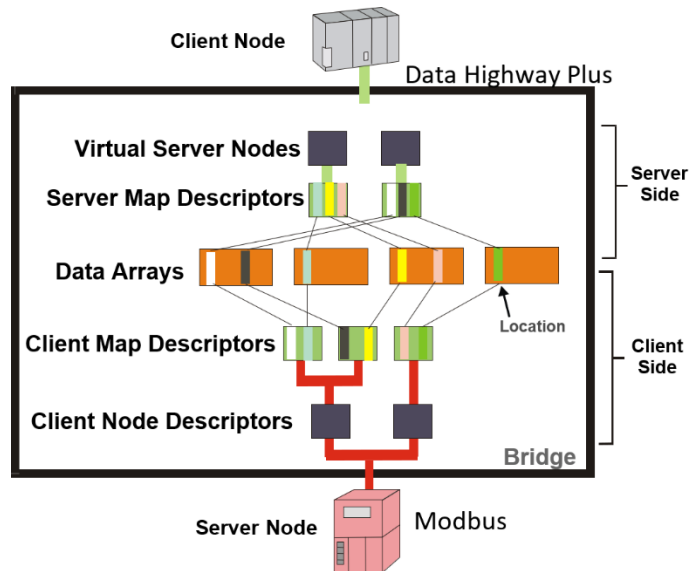 Client Node
Data Highway Plus
Virtual Server Nodes
Server Map Descriptors
Server
Side
Data Arrays
Location
Client Map Descriptors
Client
Side
Client Node Descriptors
Bridge
Server Node
Modbus